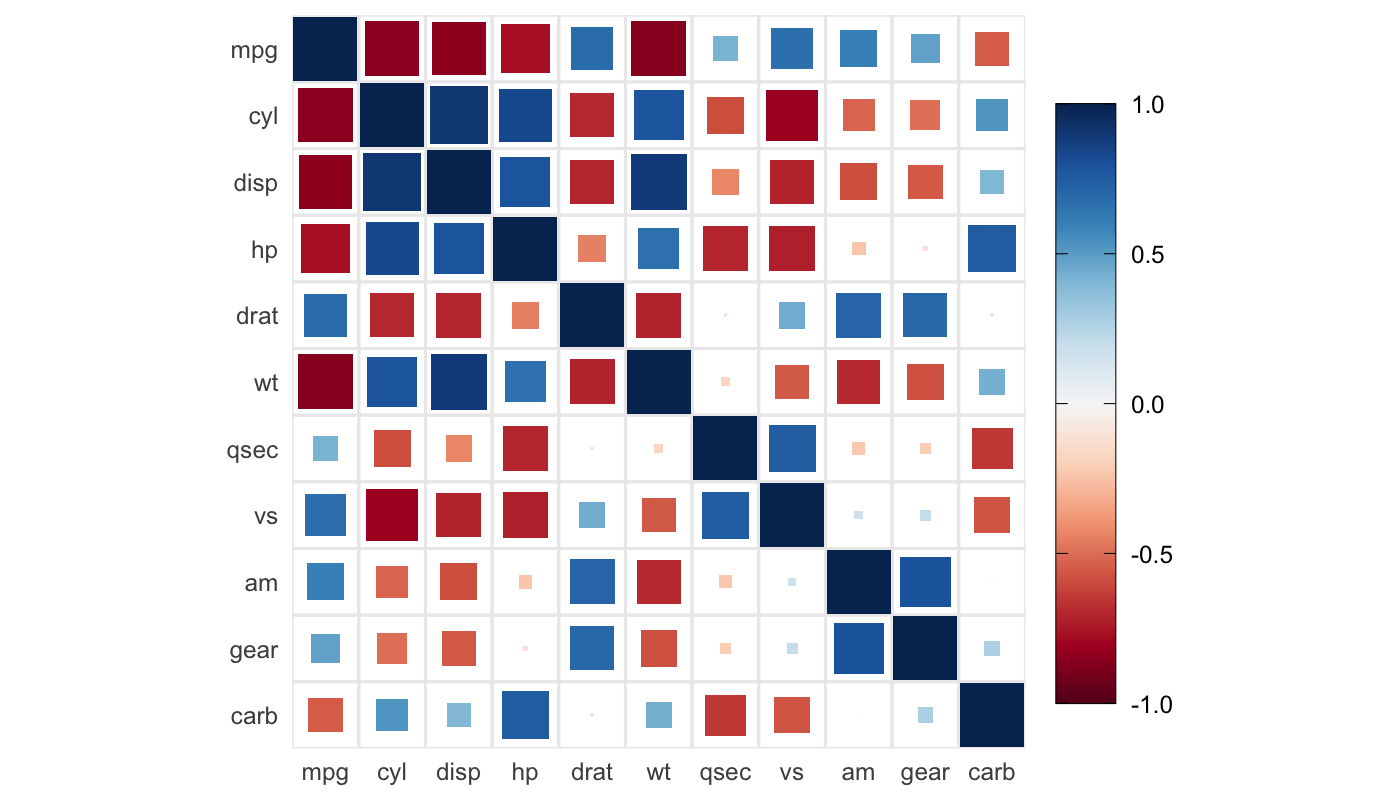 mpg
cyl
disp
hp
drat
wt
qsec
vs
am
gear
carb
mpg cyl disp hp drat wt qsec vs am gear carb
1.0
0.5
0.0
-0.5
-1.0